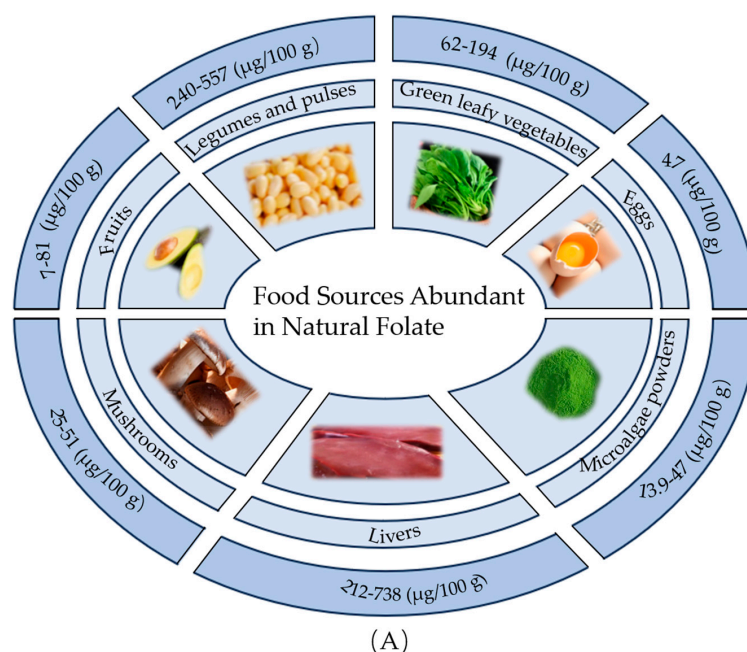 240-557 (µg/100 g)
62-194 (µg/100 g)
Legumes and pulses
Green leafy vegetables
7-81 (µg/100 g)
Fruits
Eggs
47 (µg/100 g)
Food Sources Abundant
in Natural Folate
25-51 (µg/100 g)
Mushrooms
Microalgae powders
13.9-47 (µg/100 g)
Livers
212-738 (µg/100 g)
(A)